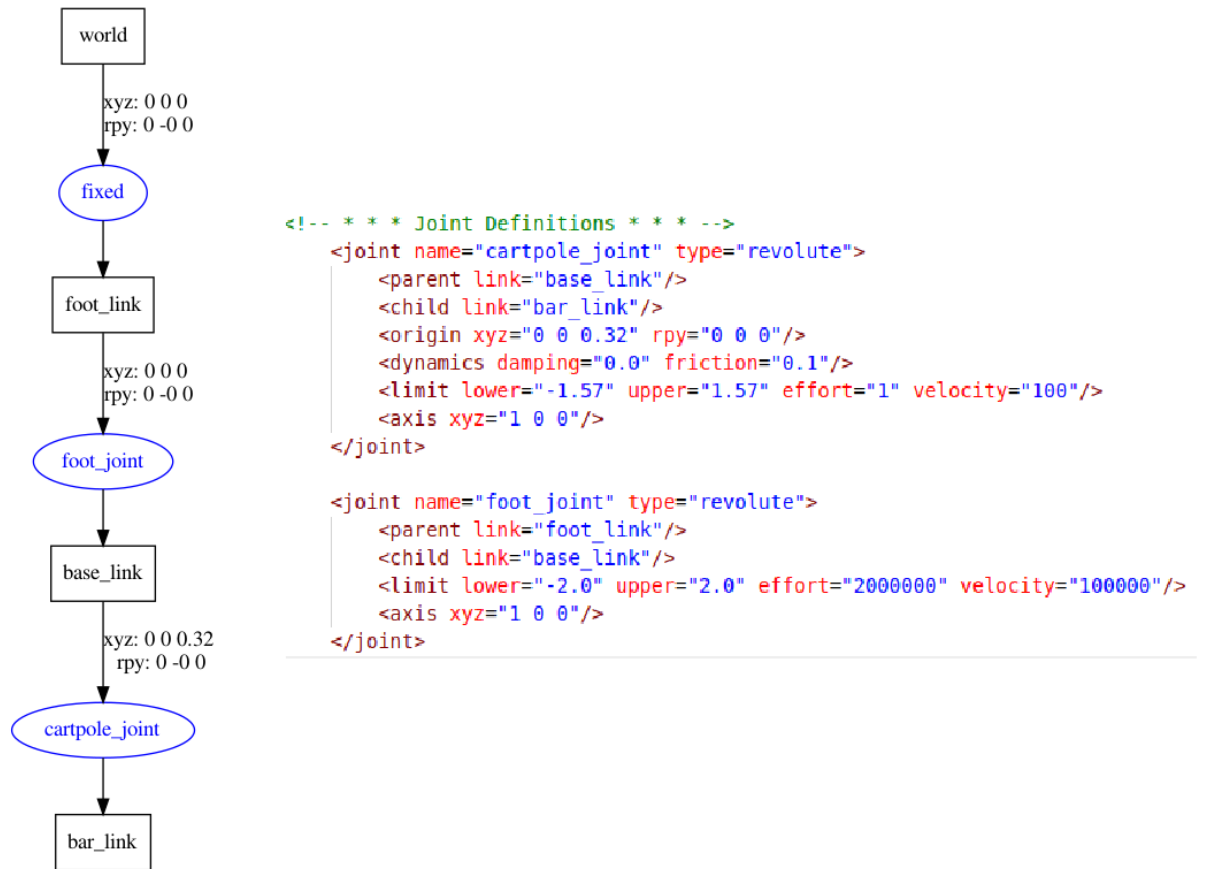 world
xyz: 0 0 0
rpy: 0 -0 0
fixed
foot_link
xyz: 0 0 0
rpy: 0 -0 0
foot_joint
base_link
xyz: 0 0 0.32
rpy: 0 -0 0
cartpole_joint
bar_link
<!-- * * * Joint Definitions * * * -->
<joint name="cartpole_joint" type="revolute">
<parent link="base_link"/>
<child link="bar_link"/>
<origin xyz="0 0 0.32" rpy="0 0 0"/>
<dynamics damping="0.0" friction="0.1"/>
<limit lower="-1.57" upper="1.57" effort="1" velocity="100"/>
<axis xyz="1 0 0"/>
</joint>
<joint name="foot_joint" type="revolute">
<parent link="foot_link"/>
<child link="base_link"/>
<limit lower="-2.0" upper="2.0" effort="2000000" velocity="100000"/>
<axis xyz="1 0 0"/>
</joint>